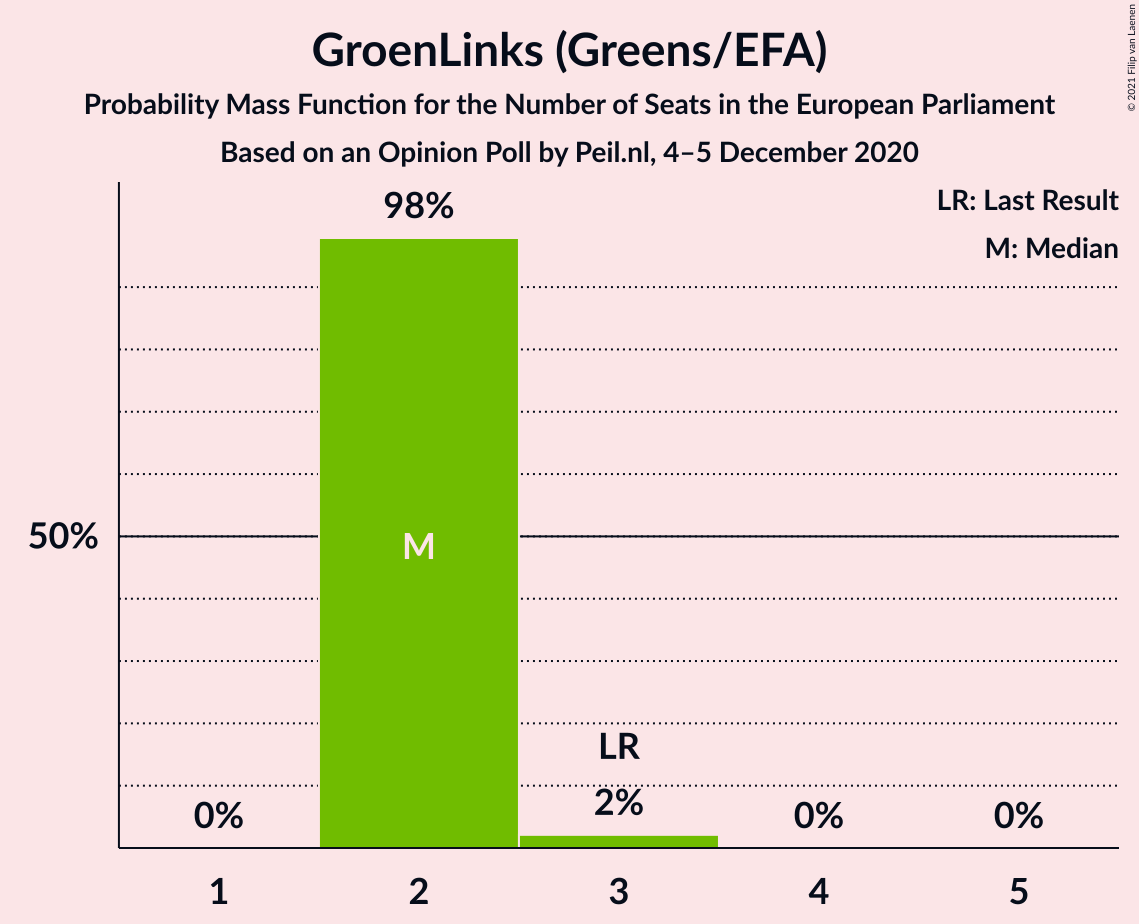 GroenLinks (Greens/EFA)
Probability Mass Function for the Number of Seats in the European Parliament
Based on an Opinion Poll by Peil.nl, 4–5 December 2020
© 2021 Filip van Laenen
LR: Last Result
M: Median
98%
50%
M
LR
0%
2%
0%
0%
1
2
3
4
5